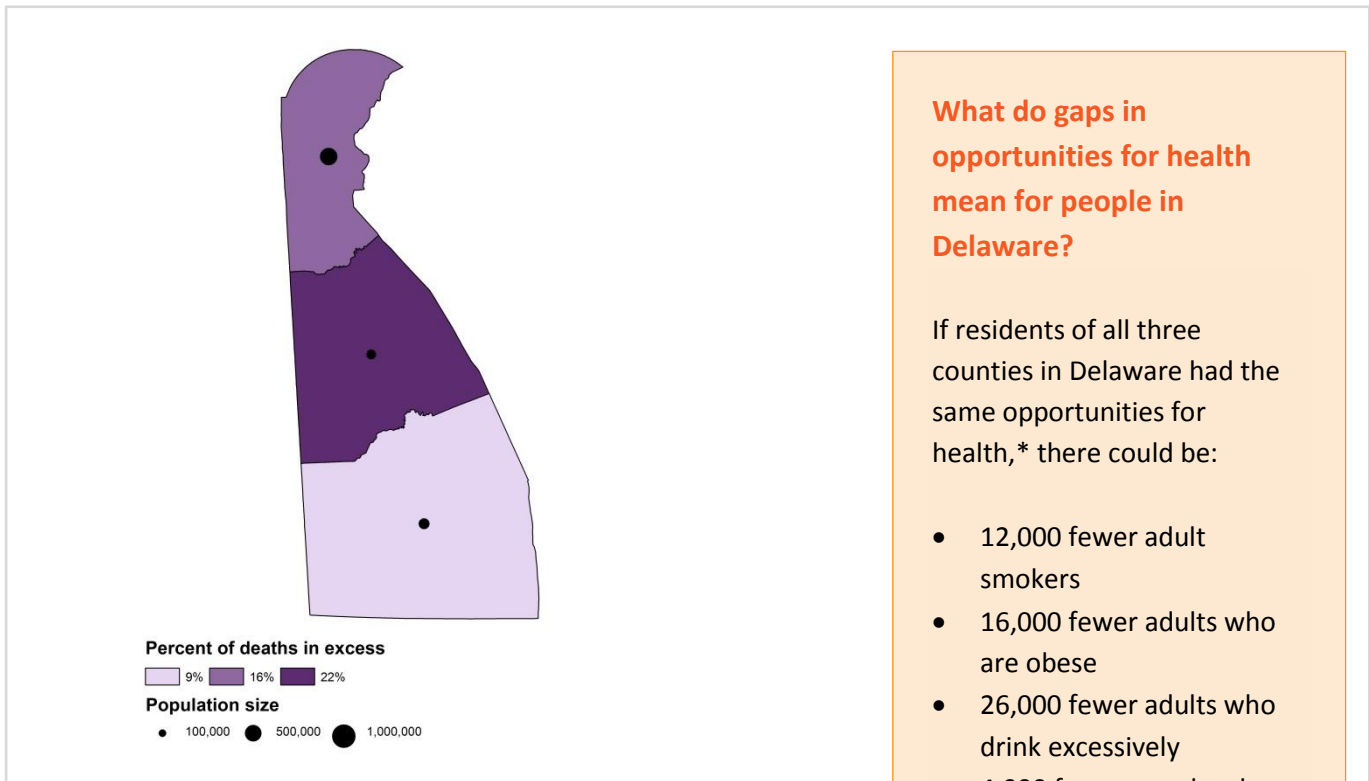 What do gaps in
opportunities for health
mean for people in
Delaware?
If residents of all three
counties in Delaware had the
same opportunities for
health,* there could be:
• 12,000 fewer adult
smokers
• 16,000 fewer adults who
are obese
• 26,000 fewer adults who
drink excessively
Percent of deaths in excess
9% 16% 22%
Population size
100,000 500,000 1,000,000